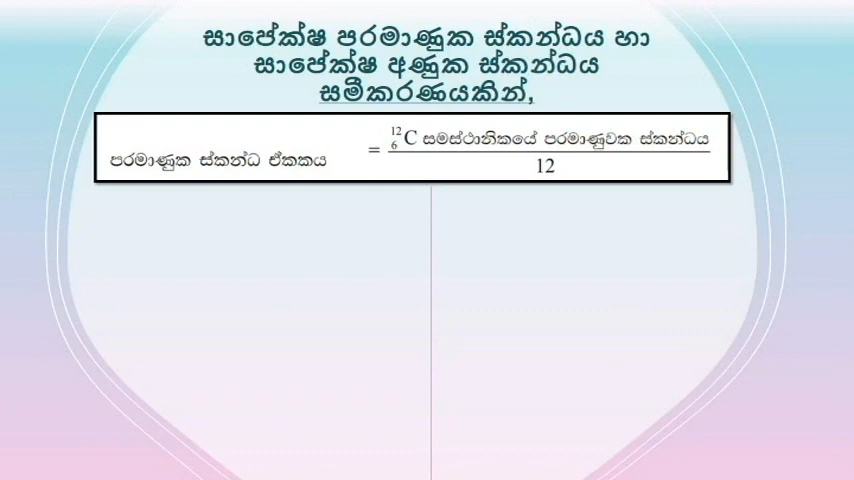 සාපේක්ෂ පරමාණුක ස්කන්ධය හා
සාපේක්ෂ අණුක ස්කන්ධය
සමීකරණයකින්,
පරමාණුක ස්කන්ධ ඒකකය = ¹²₆C සමස්ථානිකයේ පරමාණුවක ස්කන්ධය
12